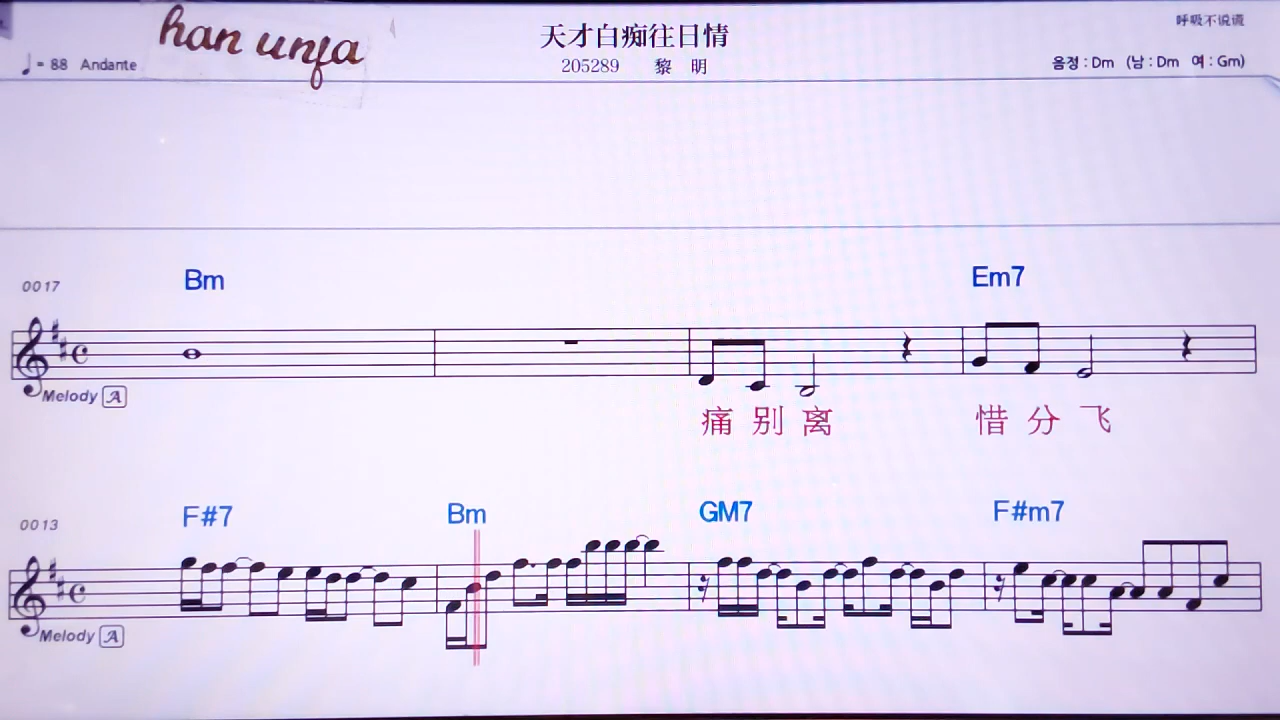 han unja
天才白痴往日情
呼吸不说谎
♩= 88 Andante
205289 黎 明
음정 : Dm (남 : Dm 여 : Gm)
0017 Bm Em7
Melody A
痛 别 离 惜 分 飞
0013 F#7 Bm GM7 F#m7
Melody A